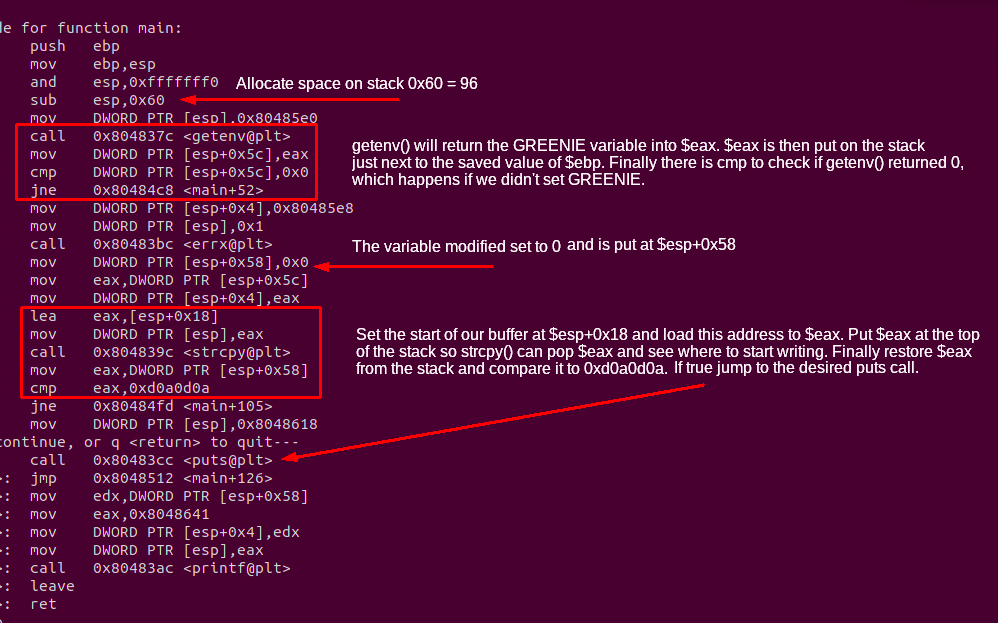 de for function main:
push ebp
mov ebp,esp
and esp,0xfffffff0 Allocate space on stack 0x60 = 96
sub esp,0x60
mov DWORD PTR [esp],0x80485e0
call 0x804837c <getenv@plt>
getenv() will return the GREENIE variable into $eax. $eax is then put on the stack
mov DWORD PTR [esp+0x5c],eax
just next to the saved value of $ebp. Finally there is cmp to check if getenv() returned 0,
cmp DWORD PTR [esp+0x5c],0x0
which happens if we didn't set GREENIE.
jne 0x80484c8 <main+52>
mov DWORD PTR [esp+0x4],0x80485e8
mov DWORD PTR [esp],0x1
call 0x80483bc <errx@plt>
The variable modified set to 0 and is put at $esp+0x58
mov DWORD PTR [esp+0x58],0x0
mov eax,DWORD PTR [esp+0x5c]
mov DWORD PTR [esp+0x4],eax
lea eax,[esp+0x18]
mov DWORD PTR [esp],eax
Set the start of our buffer at $esp+0x18 and load this address to $eax. Put $eax at the top
call 0x804839c <strcpy@plt>
of the stack so strcpy() can pop $eax and see where to start writing. Finally restore $eax
mov eax,DWORD PTR [esp+0x58]
from the stack and compare it to 0xd0a0d0a. If true jump to the desired puts call.
cmp eax,0xd0a0d0a
jne 0x80484fd <main+105>
mov DWORD PTR [esp],0x8048618
continue, or q <return> to quit---
call 0x80483cc <puts@plt>
>: jmp 0x8048512 <main+126>
>: mov edx,DWORD PTR [esp+0x58]
>: mov eax,0x8048641
>: mov DWORD PTR [esp+0x4],edx
>: mov DWORD PTR [esp],eax
>: call 0x80483ac <printf@plt>
>: leave
>: ret